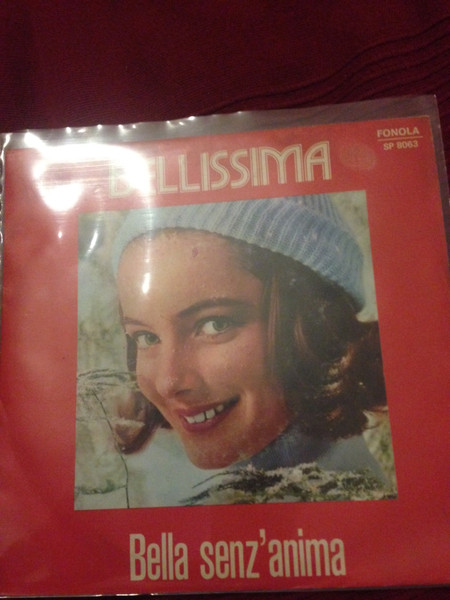 FONOLA
SP 8063
BELLISSIMA
Bella senz'anima